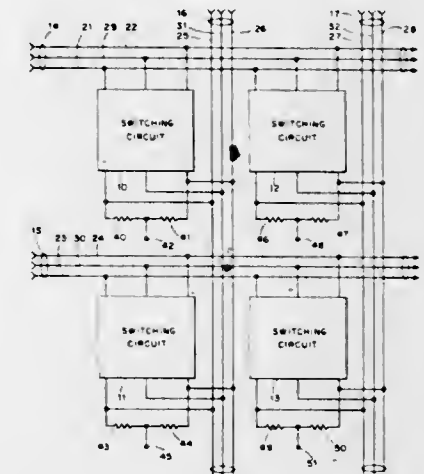 16 17
31 32
25 26 27 28
21 29 22
SWITCHING
CIRCUIT
SWITCHING
CIRCUIT
10 12
40 41 46 47
42 48
15 23 30 24
SWITCHING
CIRCUIT
SWITCHING
CIRCUIT
11 13
43 44 49 50
45 51